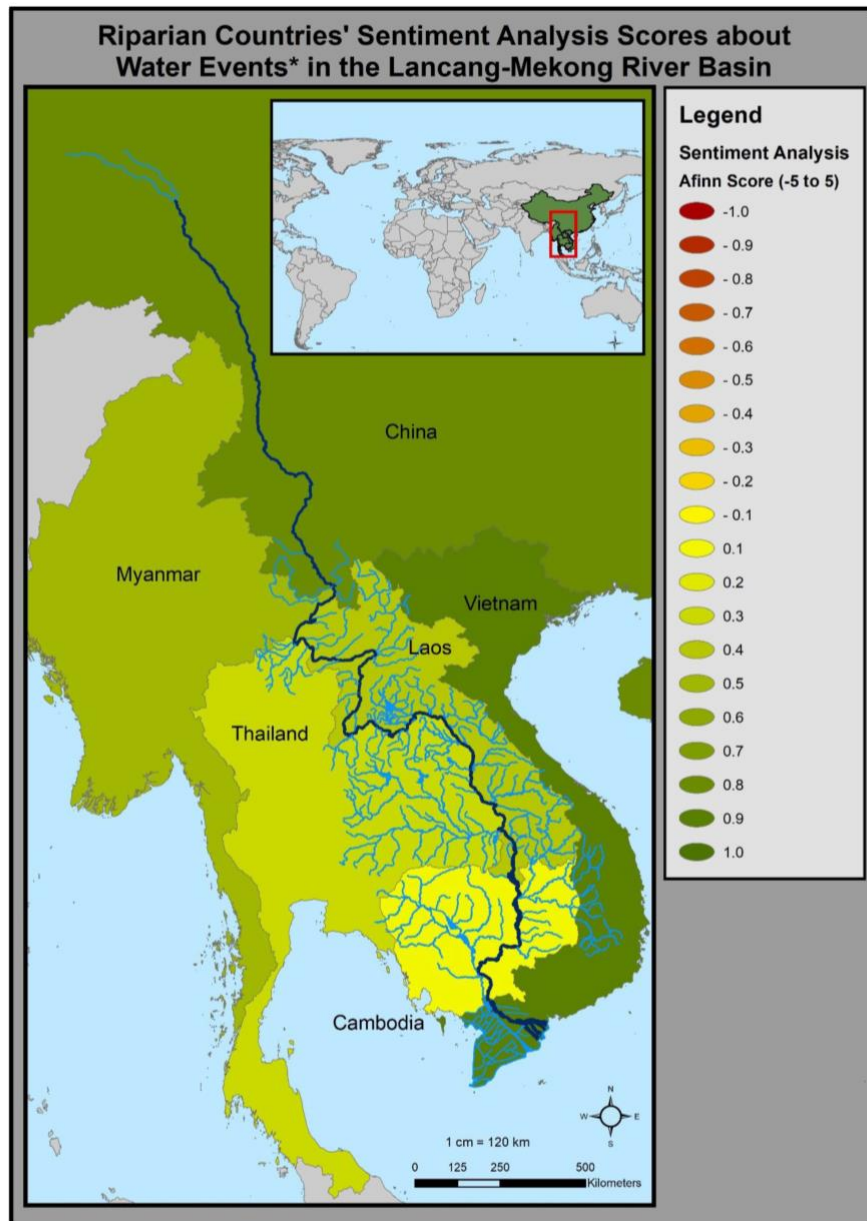 Riparian Countries' Sentiment Analysis Scores about
Water Events* in the Lancang-Mekong River Basin
Legend
Sentiment Analysis
Afinn Score (-5 to 5)
-1.0
- 0.9
- 0.8
- 0.7
- 0.6
- 0.5
- 0.4
- 0.3
- 0.2
- 0.1
0.1
0.2
0.3
0.4
0.5
0.6
0.7
0.8
0.9
1.0
China
Myanmar
Vietnam
Laos
Thailand
Cambodia
N
W E
S
1 cm = 120 km
0 125 250 500
Kilometers